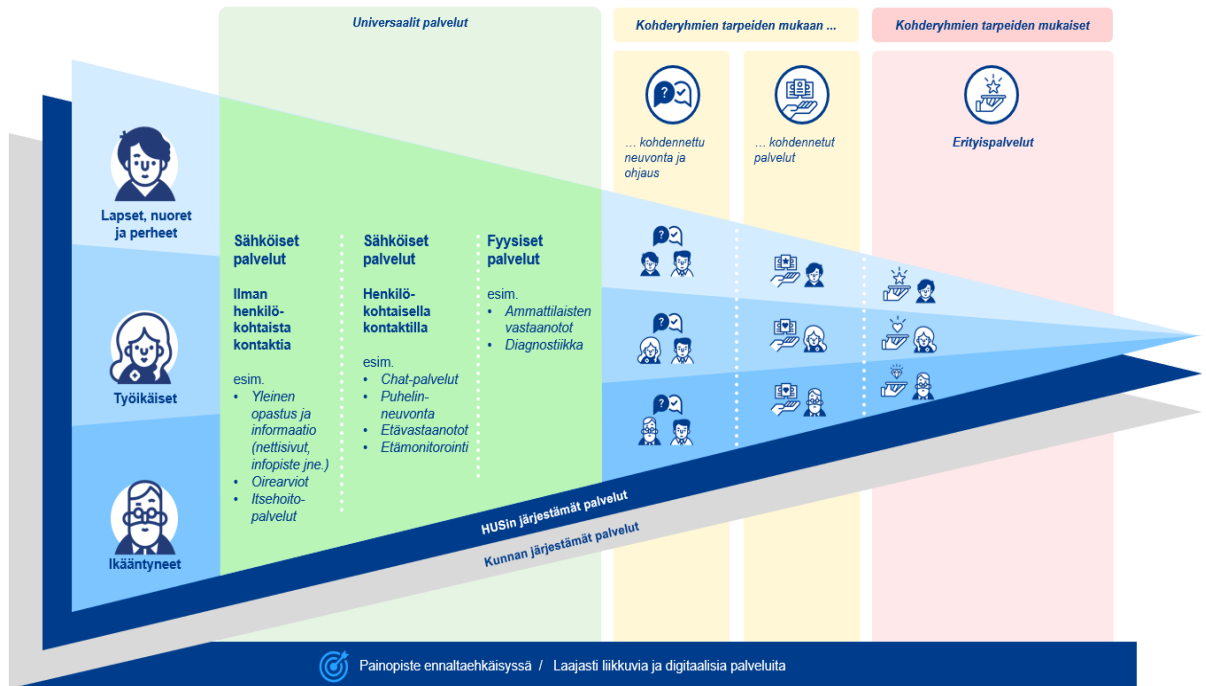 Universaalit palvelut
Kohderyhmien tarpeiden mukaan ...
Kohderyhmien tarpeiden mukaiset
... kohdennettu
neuvonta ja
ohjaus
... kohdennetut
palvelut
Erityispalvelut
Lapset, nuoret
ja perheet
Työikäiset
Ikääntyneet
Sähköiset
palvelut
Ilman
henkilö-
kohtaista
kontaktia
esim.
• Yleinen
opastus ja
informaatio
(nettisivut,
infopiste jne.)
• Oirearviot
• Itsehoito-
palvelut
Sähköiset
palvelut
Henkilö-
kohtaisella
kontaktilla
esim.
• Chat-palvelut
• Puhelin-
neuvonta
• Etävastaanotot
• Etämonitorointi
Fyysiset
palvelut
esim.
• Ammattilaisten
vastaanotot
• Diagnostiikka
HUSin järjestämät palvelut
Kunnan järjestämät palvelut
Painopiste ennaltaehkäisyssä / Laajasti liikkuvia ja digitaalisia palveluita